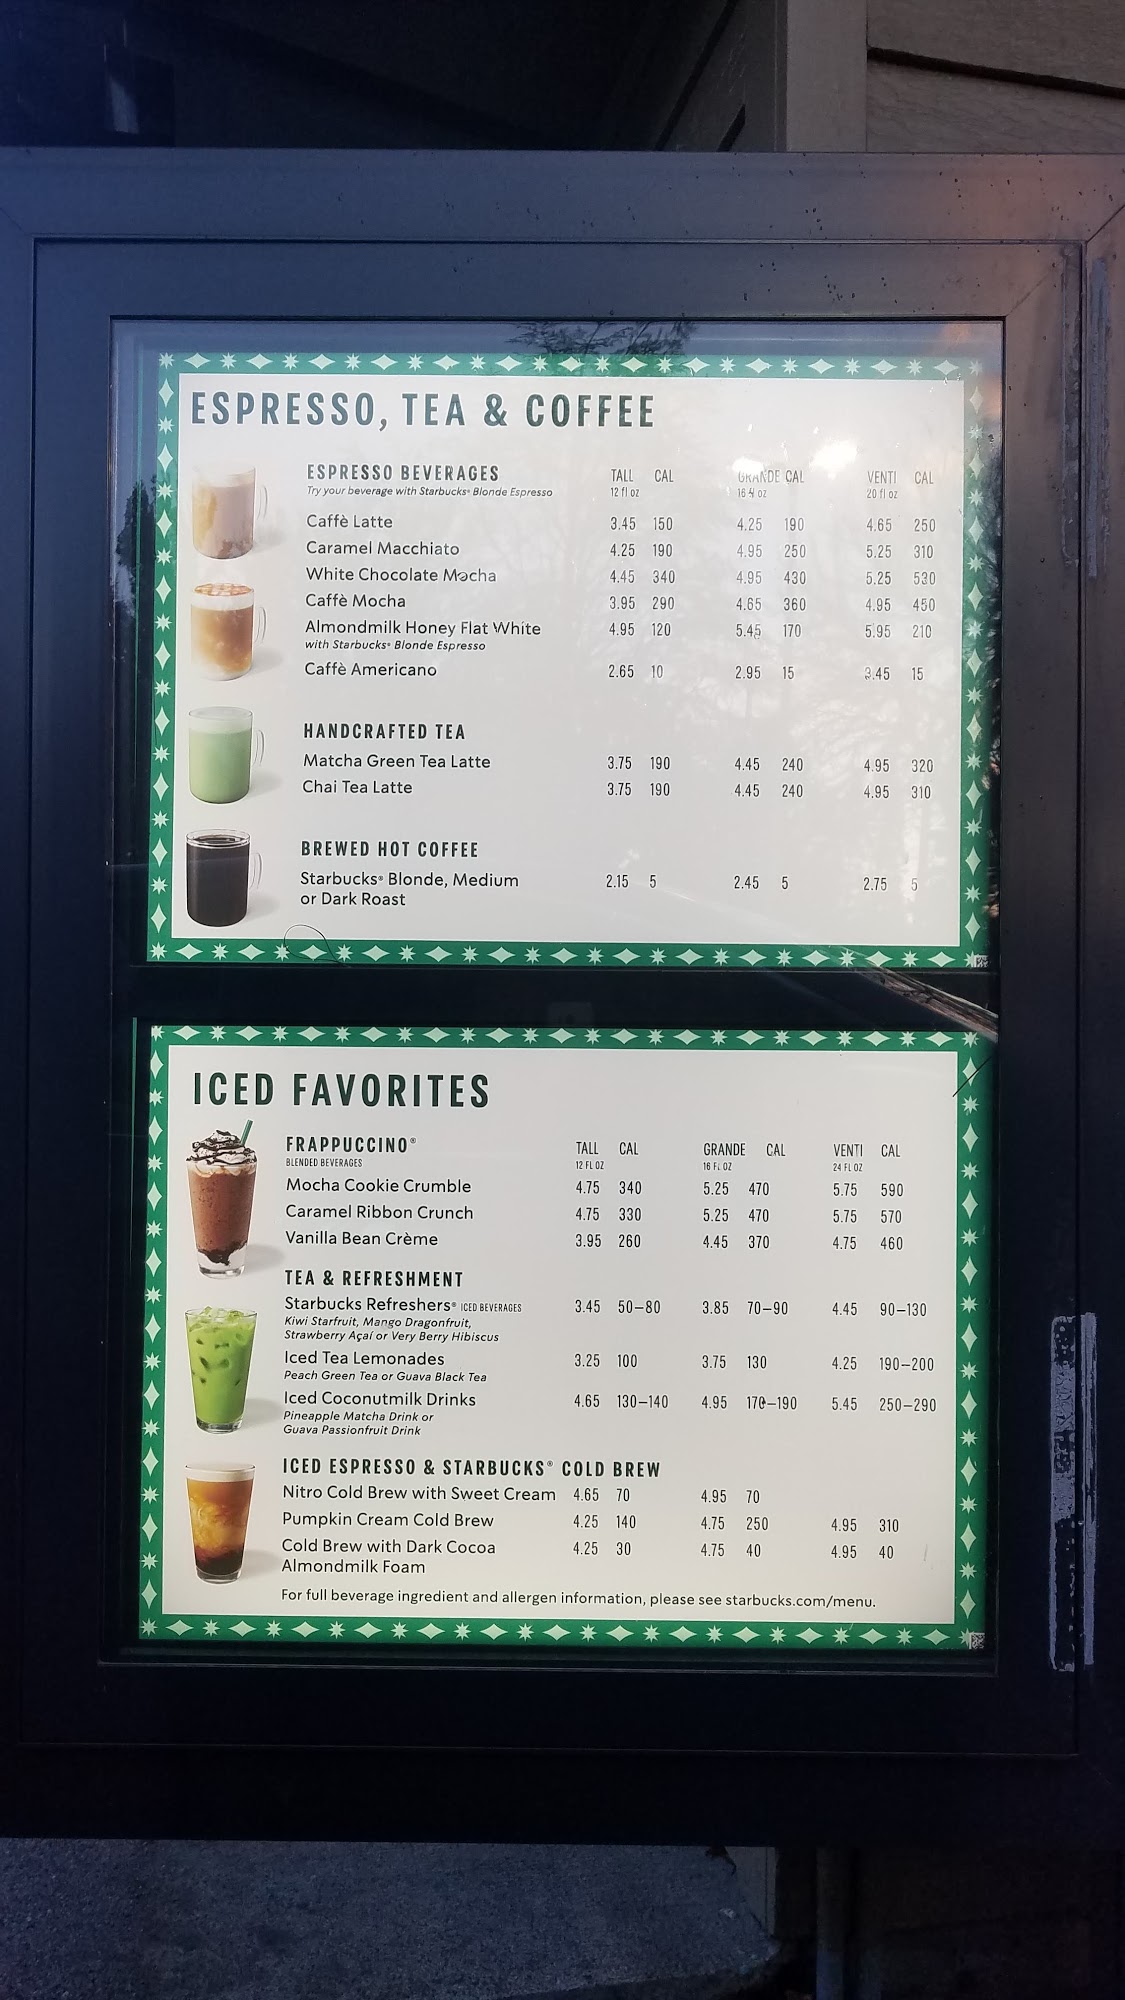 ESPRESSO, TEA & COFFEE
ESPRESSO BEVERAGES TALL CAL GRANDE CAL VENTI CAL
Try your beverage with Starbucks® Blonde Espresso 12 fl oz 16 fl oz 20 fl oz
Caffè Latte 3.45 150 4.25 190 4.65 250
Caramel Macchiato 4.25 190 4.95 250 5.25 310
White Chocolate Mocha 4.45 340 4.95 430 5.25 530
Caffè Mocha 3.95 290 4.65 360 4.95 450
Almondmilk Honey Flat White 4.95 120 5.45 170 5.95 210
with Starbucks® Blonde Espresso
Caffè Americano 2.65 10 2.95 15 3.45 15
HANDCRAFTED TEA
Matcha Green Tea Latte 3.75 190 4.45 240 4.95 320
Chai Tea Latte 3.75 190 4.45 240 4.95 310
BREWED HOT COFFEE
Starbucks® Blonde, Medium 2.15 5 2.45 5 2.75 5
or Dark Roast
ICED FAVORITES
FRAPPUCCINO® TALL CAL GRANDE CAL VENTI CAL
BLENDED BEVERAGES 12 FL OZ 16 FL OZ 24 FL OZ
Mocha Cookie Crumble 4.75 340 5.25 470 5.75 590
Caramel Ribbon Crunch 4.75 330 5.25 470 5.75 570
Vanilla Bean Crème 3.95 260 4.45 370 4.75 460
TEA & REFRESHMENT
Starbucks Refreshers® ICED BEVERAGES 3.45 50–80 3.85 70–90 4.45 90–130
Kiwi Starfruit, Mango Dragonfruit,
Strawberry Açaí or Very Berry Hibiscus
Iced Tea Lemonades 3.25 100 3.75 130 4.25 190–200
Peach Green Tea or Guava Black Tea
Iced Coconutmilk Drinks 4.65 130–140 4.95 170–190 5.45 250–290
Pineapple Matcha Drink or
Guava Passionfruit Drink
ICED ESPRESSO & STARBUCKS® COLD BREW
Nitro Cold Brew with Sweet Cream 4.65 70 4.95 70
Pumpkin Cream Cold Brew 4.25 140 4.75 250 4.95 310
Cold Brew with Dark Cocoa 4.25 30 4.75 40 4.95 40
Almondmilk Foam
For full beverage ingredient and allergen information, please see starbucks.com/menu.